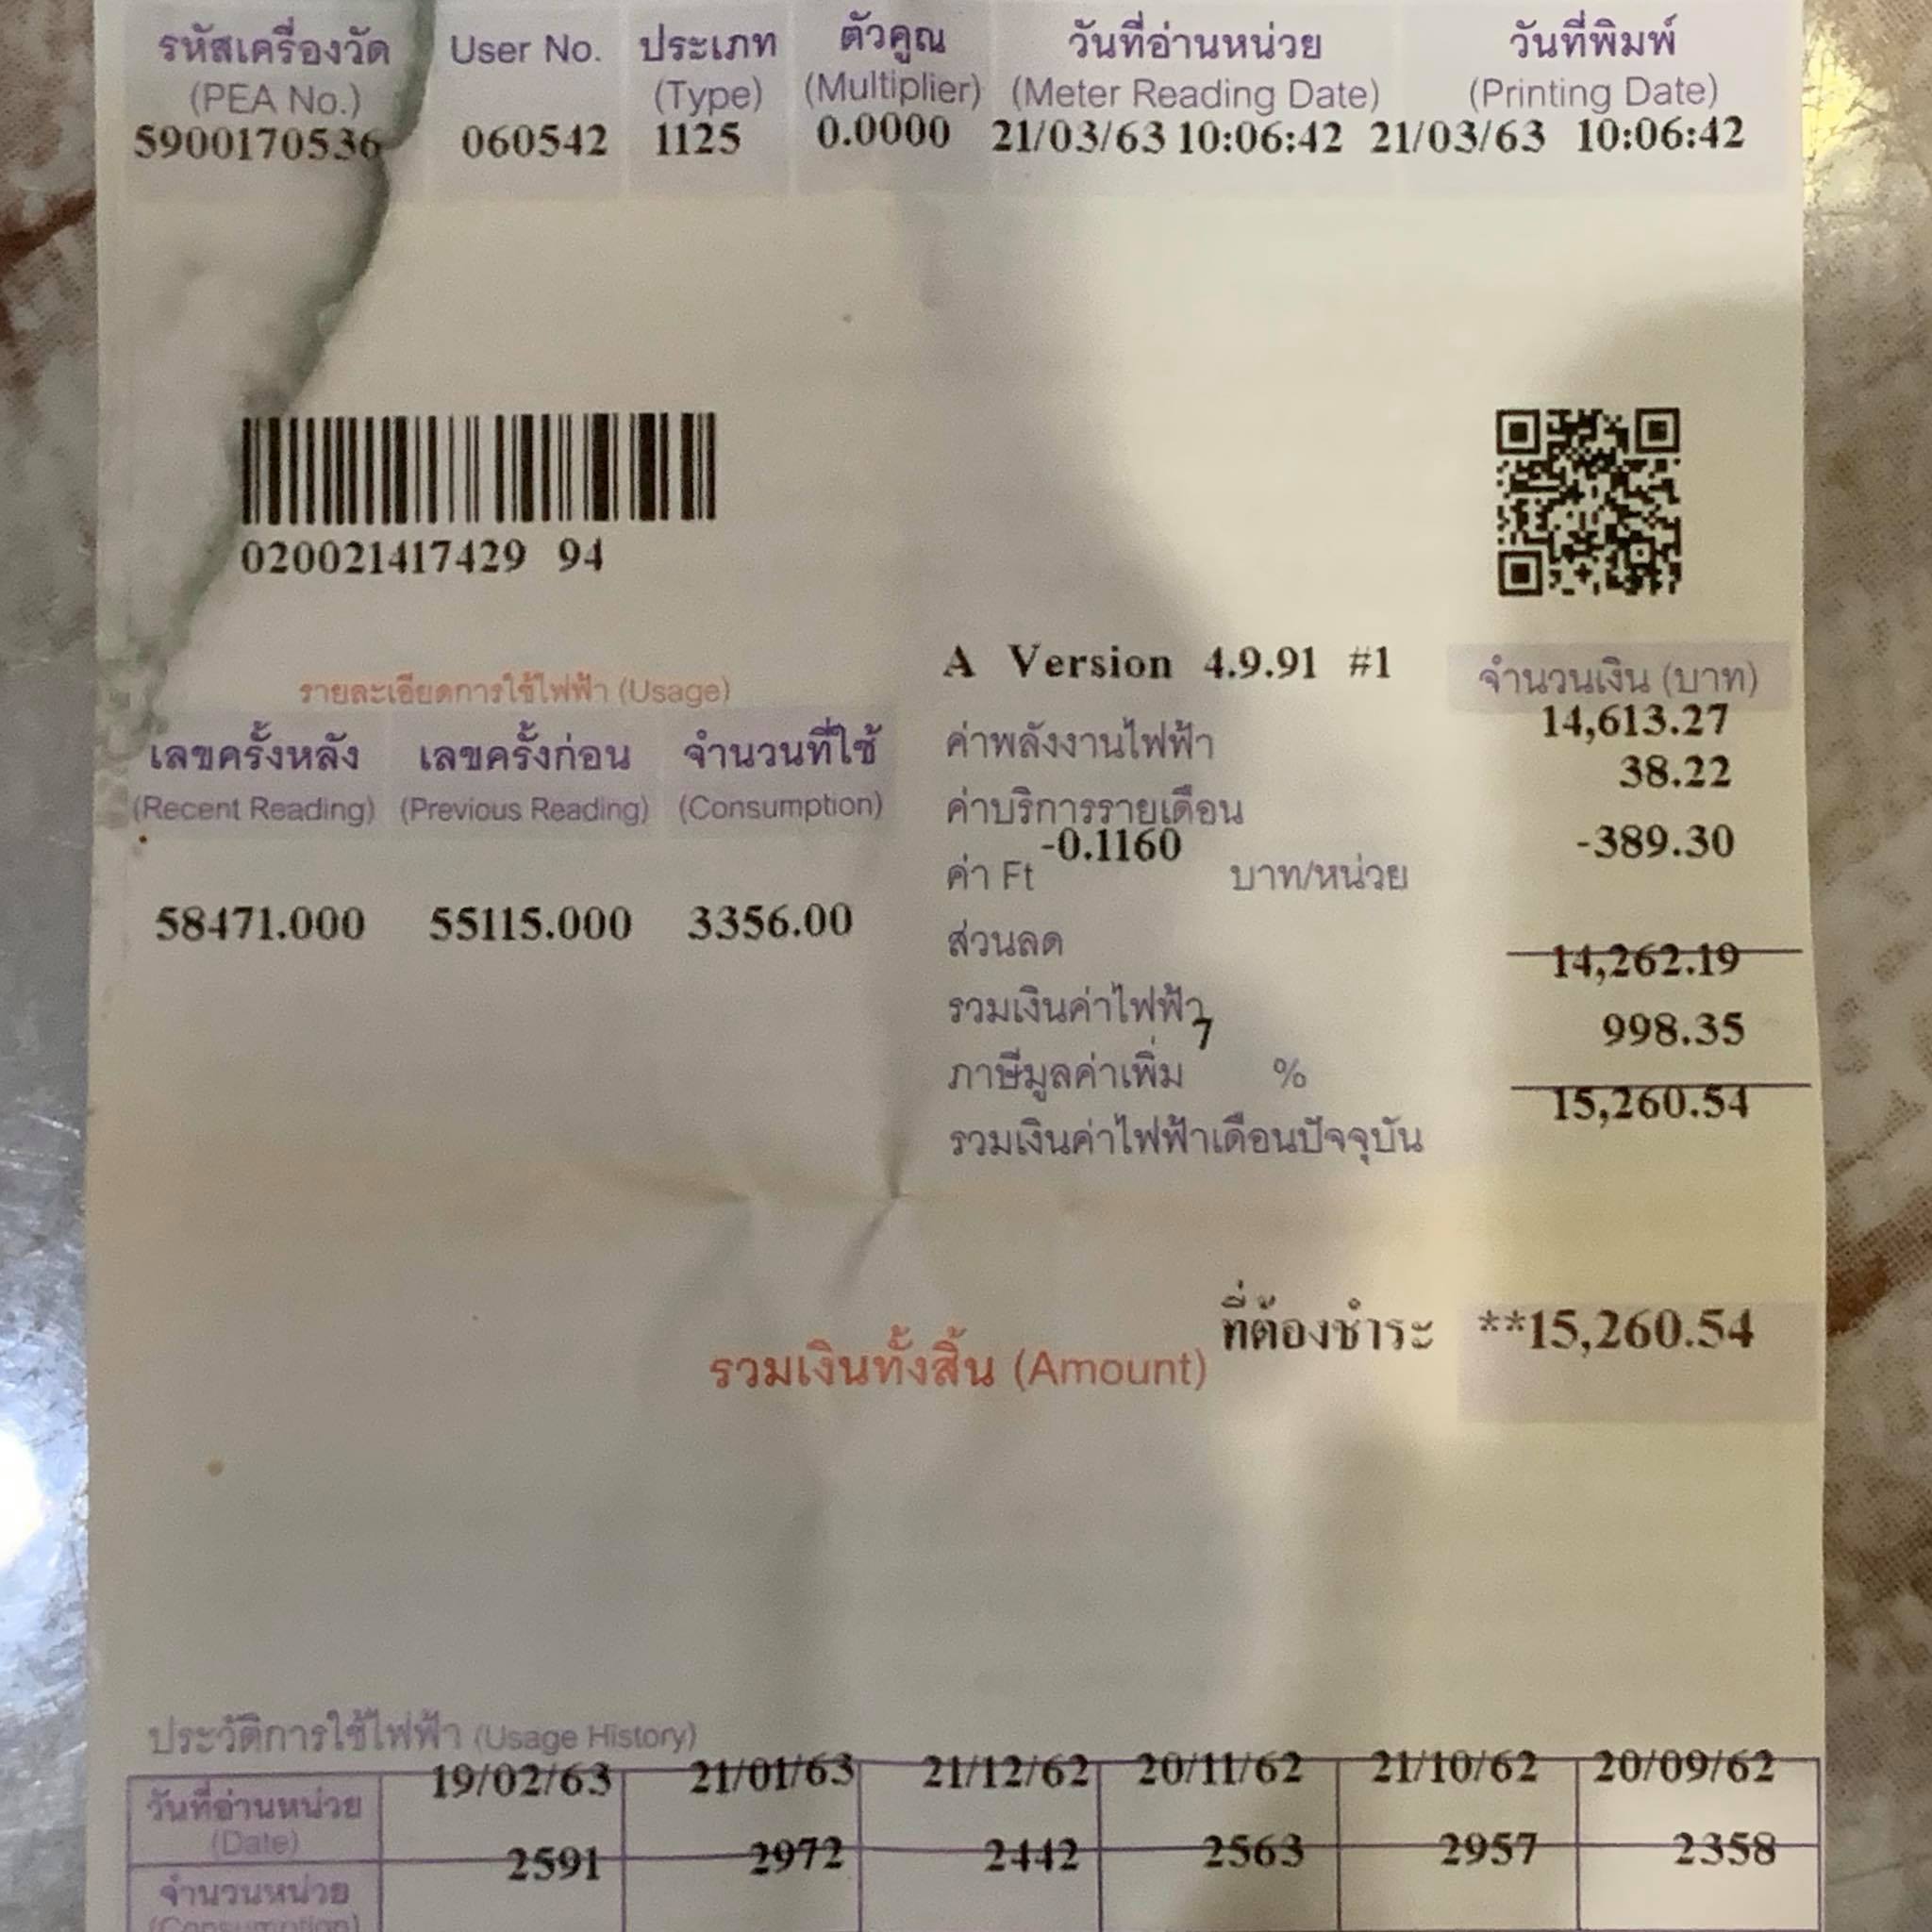 รหัสเครื่องวัด User No. ประเภท ตัวคูณ วันที่อ่านหน่วย วันที่พิมพ์
(PEA No.) (Type) (Multiplier) (Meter Reading Date) (Printing Date)
5900170536 060542 1125 0.0000 21/03/63 10:06:42 21/03/63 10:06:42
020021417429 94
A Version 4.9.91 #1 จำนวนเงิน (บาท)
รายละเอียดการใช้ไฟฟ้า (Usage)
เลขครั้งหลัง เลขครั้งก่อน จำนวนที่ใช้
(Recent Reading) (Previous Reading) (Consumption)
58471.000 55115.000 3356.00
ค่าพลังงานไฟฟ้า 14,613.27
ค่าบริการรายเดือน 38.22
ค่า Ft -0.1160 บาท/หน่วย -389.30
ส่วนลด
รวมเงินค่าไฟฟ้า 14,262.19
ภาษีมูลค่าเพิ่ม 7 % 998.35
รวมเงินค่าไฟฟ้าเดือนปัจจุบัน 15,260.54
รวมเงินทั้งสิ้น (Amount) ที่ต้องชำระ **15,260.54
ประวัติการใช้ไฟฟ้า (Usage History)
วันที่อ่านหน่วย 19/02/63 21/01/63 21/12/62 20/11/62 21/10/62 20/09/62
(Date)
จำนวนหน่วย 2591 2972 2442 2563 2957 2358
(Consumption)